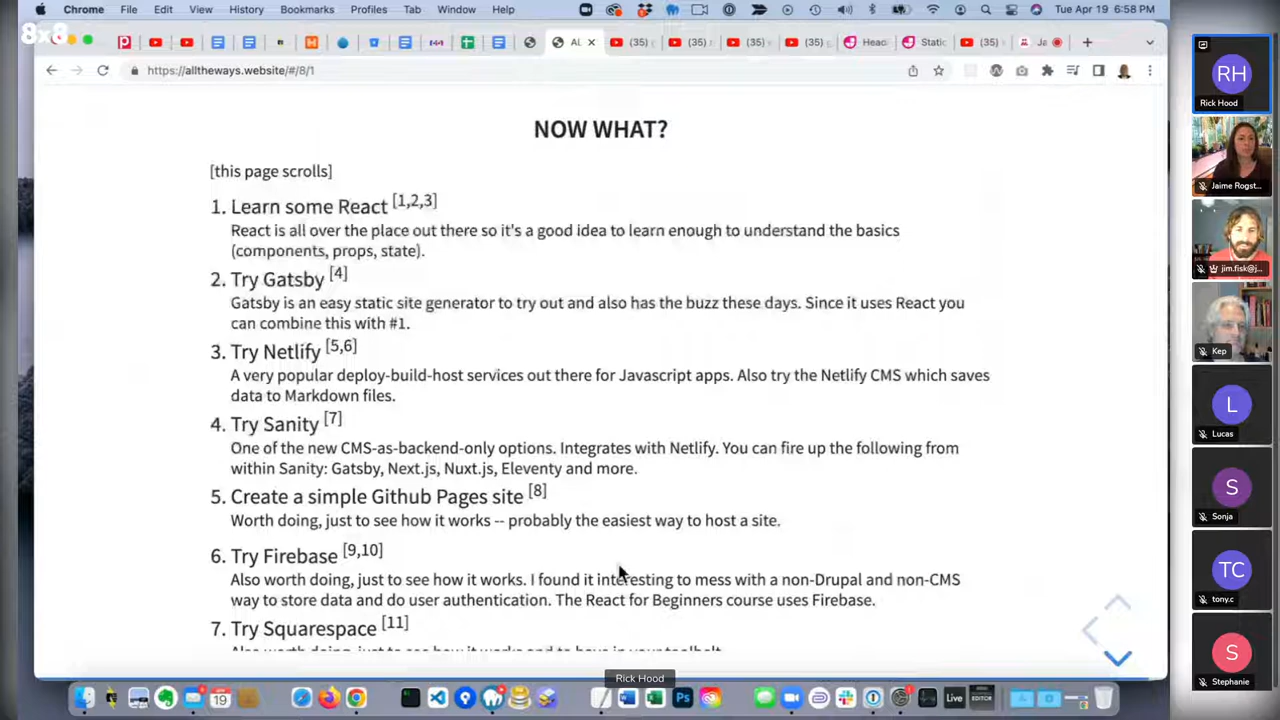 Chrome File Edit View History Bookmarks Profiles Tab Window Help Tue Apr 19 6:58 PM
8x8
https://alltheways.website/#/8/1
NOW WHAT?
[this page scrolls]
1. Learn some React [1,2,3]
React is all over the place out there so it's a good idea to learn enough to understand the basics
(components, props, state).
2. Try Gatsby [4]
Gatsby is an easy static site generator to try out and also has the buzz these days. Since it uses React you
can combine this with #1.
3. Try Netlify [5,6]
A very popular deploy-build-host services out there for Javascript apps. Also try the Netlify CMS which saves
data to Markdown files.
4. Try Sanity [7]
One of the new CMS-as-backend-only options. Integrates with Netlify. You can fire up the following from
within Sanity: Gatsby, Next.js, Nuxt.js, Eleventy and more.
5. Create a simple Github Pages site [8]
Worth doing, just to see how it works -- probably the easiest way to host a site.
6. Try Firebase [9,10]
Also worth doing, just to see how it works. I found it interesting to mess with a non-Drupal and non-CMS
way to store data and do user authentication. The React for Beginners course uses Firebase.
7. Try Squarespace [11]
Rick Hood
RH
Rick Hood
Jaime Rogst...
jim.fisk@j...
Kep
L
Lucas
S
Sonja
TC
tony.c
S
Stephanie